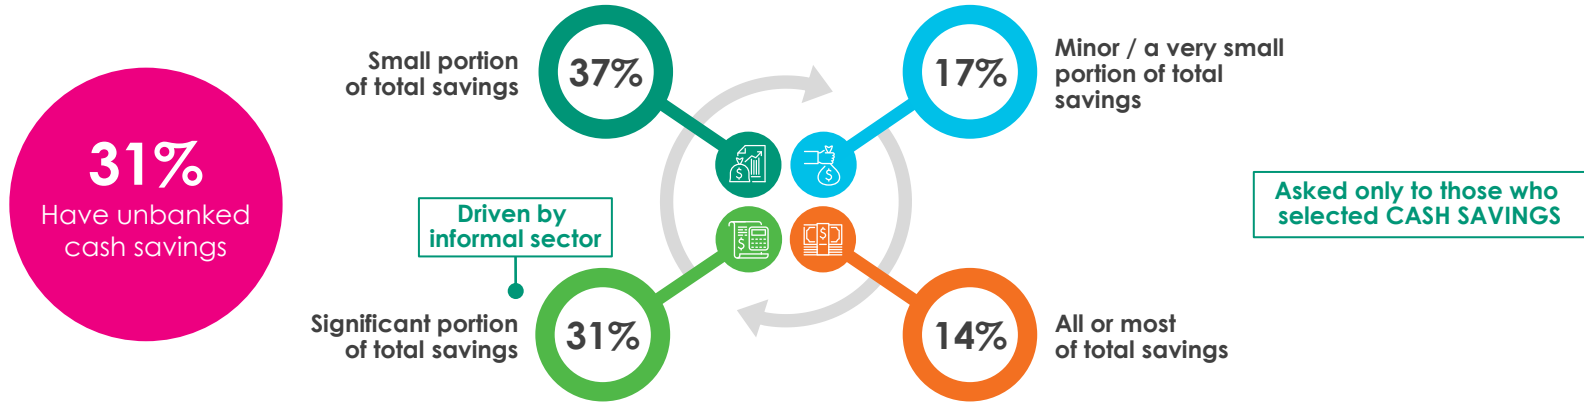 31%
Have unbanked
cash savings
Small portion
of total savings
37%
17%
Minor / a very small
portion of total
savings
Driven by
informal sector
Significant portion
of total savings
31%
14%
All or most
of total savings
Asked only to those who
selected CASH SAVINGS